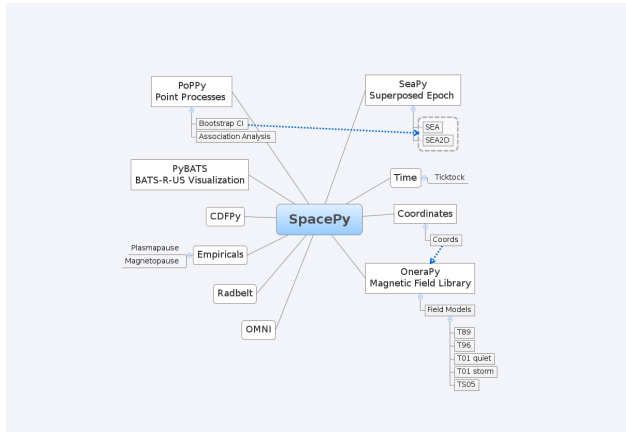 PoPPy
Point Processes
Bootstrap CI
Association Analysis
SeaPy
Superposed Epoch
SEA
SEA2D
PyBATS
BATS-R-US Visualization
Time
Ticktock
CDFPy
SpacePy
Coordinates
Coords
Plasmapause
Magnetopause
Empiricals
OneraPy
Magnetic Field Library
Radbelt
Field Models
OMNI
T89
T96
T01 quiet
T01 storm
TS05